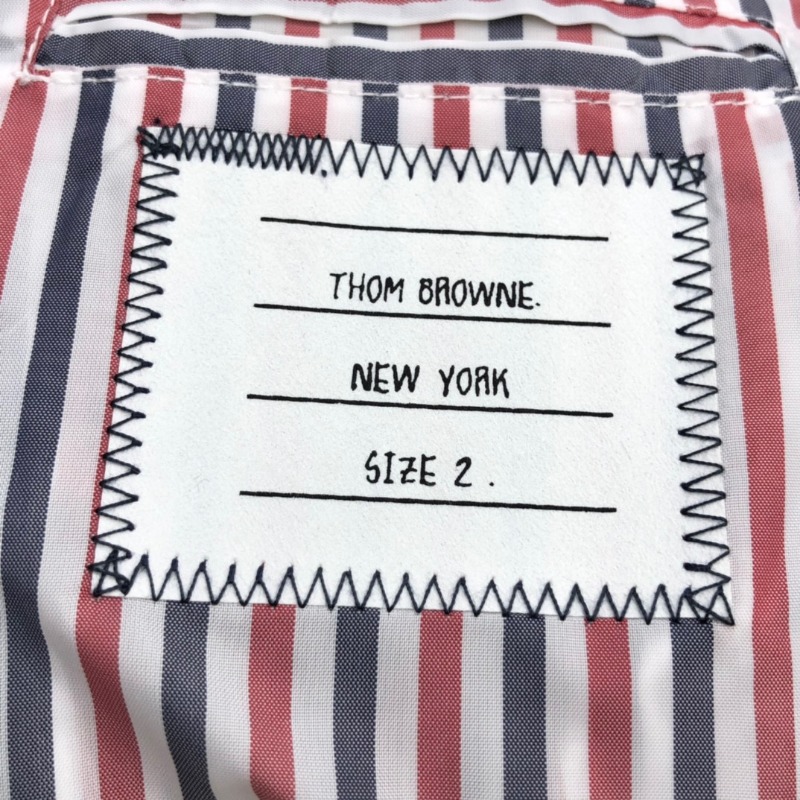 THOM BROWNE.
NEW YORK
SIZE 2 .